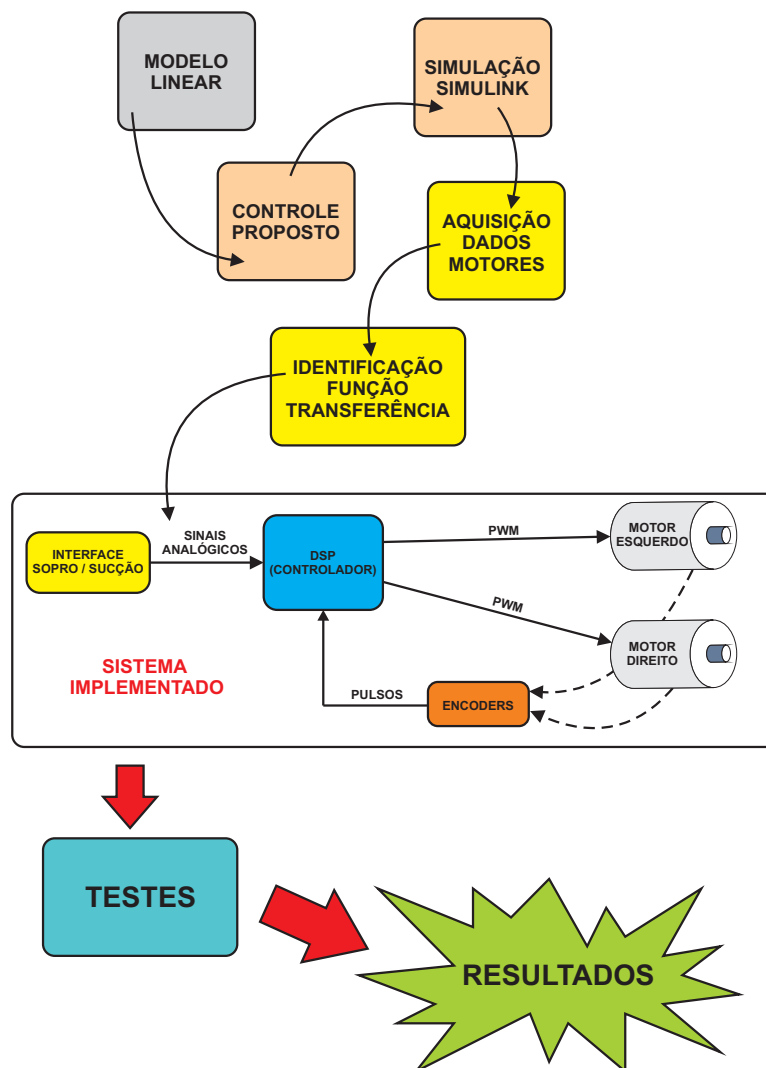 MODELO
LINEAR
SIMULAÇÃO
SIMULINK
CONTROLE
PROPOSTO
AQUISIÇÃO
DADOS
MOTORES
IDENTIFICAÇÃO
FUNÇÃO
TRANSFERÊNCIA
INTERFACE
SOPRO / SUCÇÃO
SINAIS
ANALÓGICOS
DSP
(CONTROLADOR)
PWM
MOTOR
ESQUERDO
PWM
MOTOR
DIREITO
SISTEMA
IMPLEMENTADO
PULSOS
ENCODERS
TESTES
RESULTADOS